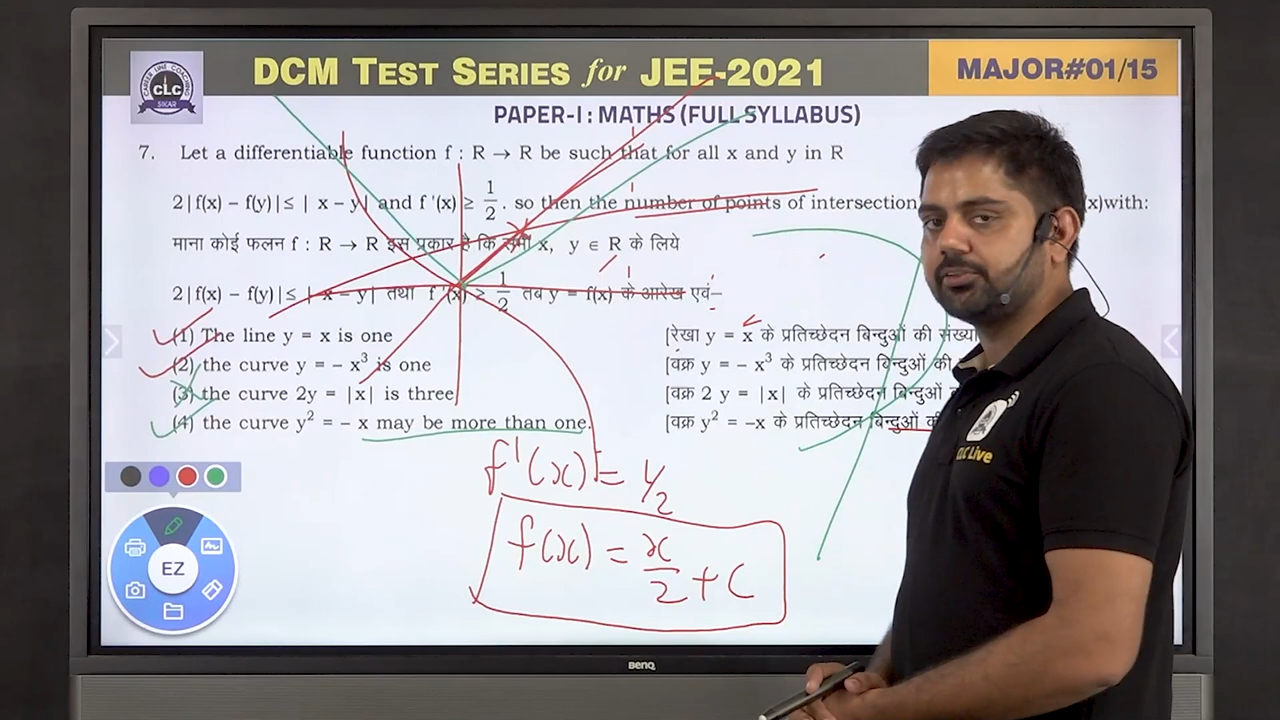 DCM TEST SERIES for JEE-2021
MAJOR#01/15
CAREER LINE COACHING
CLC
SIKAR
PAPER-I : MATHS (FULL SYLLABUS)
7. Let a differentiable function f : R → R be such that for all x and y in R
2|f(x) – f(y)| ≤ | x – y| and f '(x) ≥ 1/2 . so then the number of points of intersection (x)with:
माना कोई फलन f : R → R इस प्रकार है कि सभी x, y ∈ R के लिये
2|f(x) – f(y)| ≤ | x – y| तथा f '(x) ≥ 1/2 तब y = f(x) के आरेख एवं–
(1) The line y = x is one [रेखा y = x के प्रतिच्छेदन बिन्दुओं की संख्या
(2) the curve y = – x³ is one [वक्र y = – x³ के प्रतिच्छेदन बिन्दुओं की
(3) the curve 2y = |x| is three [वक्र 2 y = |x| के प्रतिच्छेदन बिन्दुओं
(4) the curve y² = – x may be more than one. [वक्र y² = –x के प्रतिच्छेदन बिन्दुओं की
f'(x) = 1/2
f(x) = x/2 + C
EZ
CLC Live
BenQ